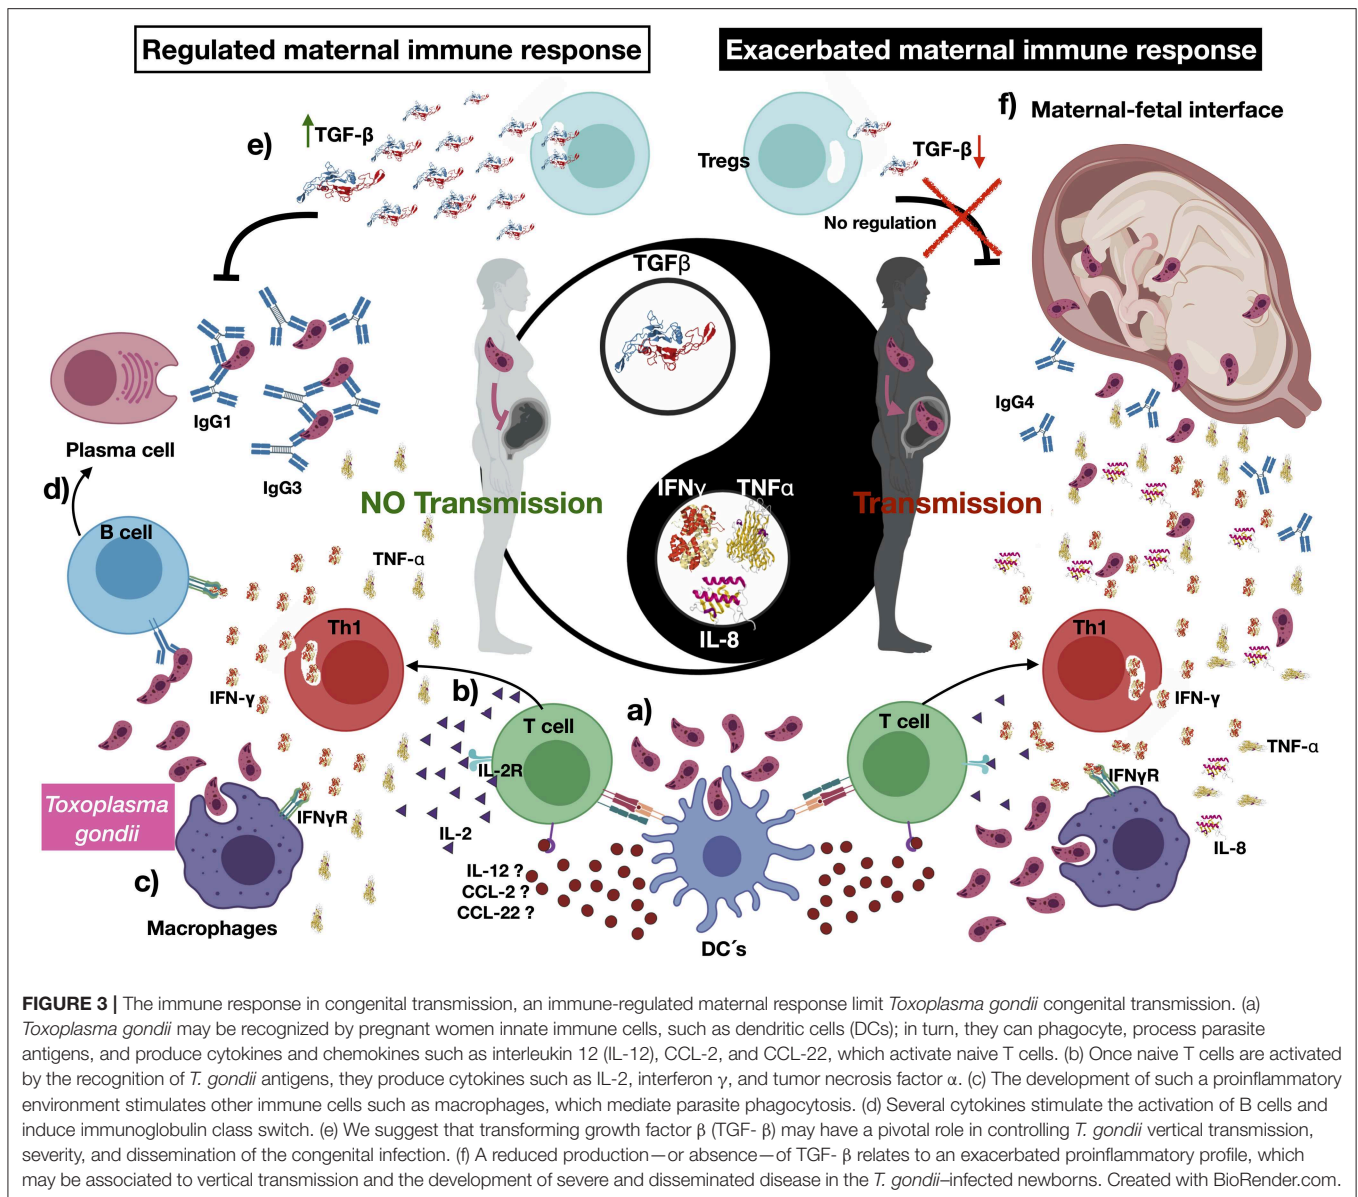 Regulated maternal immune response
Exacerbated maternal immune response
e)
TGF-β
Tregs
TGF-β
No regulation
f)
Maternal-fetal interface
TGFβ
IgG1
IgG3
Plasma cell
d)
B cell
NO Transmission
IFNγ
TNFα
IL-8
Transmission
IgG4
TNF-α
Th1
IFN-γ
b)
T cell
IL-2R
IL-2
a)
T cell
Th1
IFN-γ
TNF-α
IFNγR
IL-8
Toxoplasma
gondii
IFNγR
c)
Macrophages
IL-12 ?
CCL-2 ?
CCL-22 ?
DC´s
FIGURE 3 | The immune response in congenital transmission, an immune-regulated maternal response limit Toxoplasma gondii congenital transmission. (a)
Toxoplasma gondii may be recognized by pregnant women innate immune cells, such as dendritic cells (DCs); in turn, they can phagocyte, process parasite
antigens, and produce cytokines and chemokines such as interleukin 12 (IL-12), CCL-2, and CCL-22, which activate naive T cells. (b) Once naive T cells are activated
by the recognition of T. gondii antigens, they produce cytokines such as IL-2, interferon γ, and tumor necrosis factor α. (c) The development of such a proinflammatory
environment stimulates other immune cells such as macrophages, which mediate parasite phagocytosis. (d) Several cytokines stimulate the activation of B cells and
induce immunoglobulin class switch. (e) We suggest that transforming growth factor β (TGF- β) may have a pivotal role in controlling T. gondii vertical transmission,
severity, and dissemination of the congenital infection. (f) A reduced production—or absence—of TGF- β relates to an exacerbated proinflammatory profile, which
may be associated to vertical transmission and the development of severe and disseminated disease in the T. gondii–infected newborns. Created with BioRender.com.